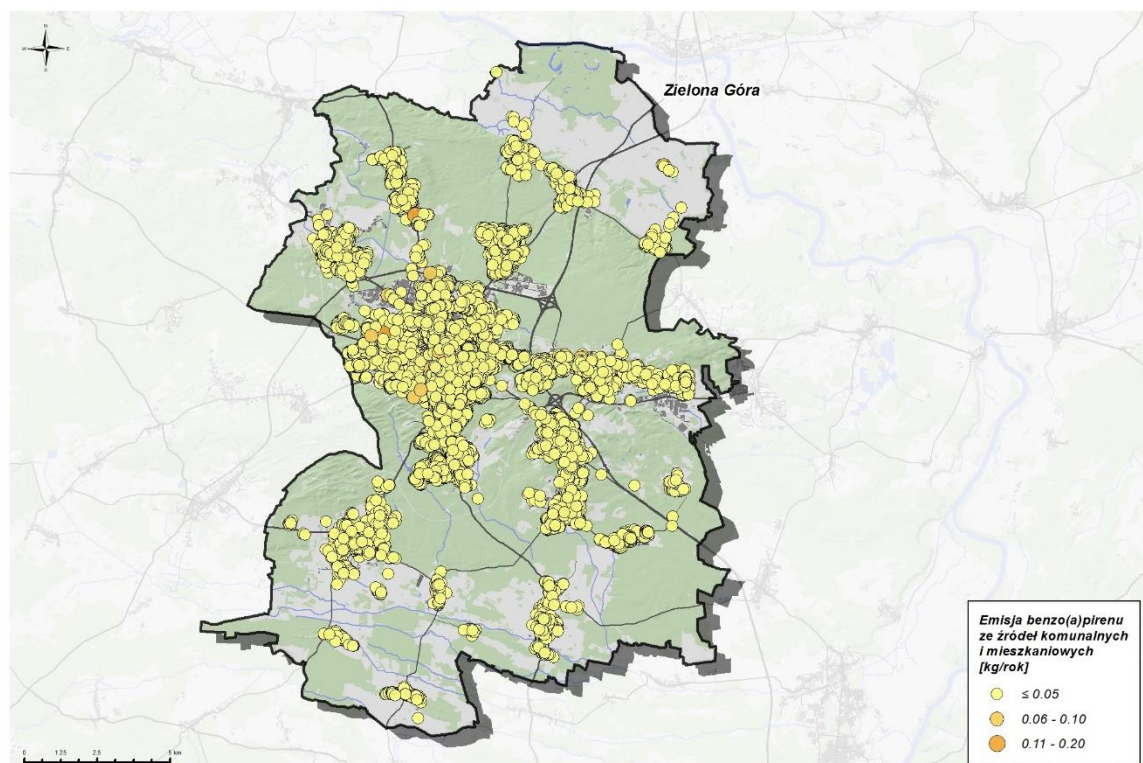 N
W E
S
Zielona Góra
Emisja benzo(a)pirenu
ze źródeł komunalnych
i mieszkaniowych
[kg/rok]
≤ 0.05
0.06 - 0.10
0.11 - 0.20
0 1.25 2.5 5 km